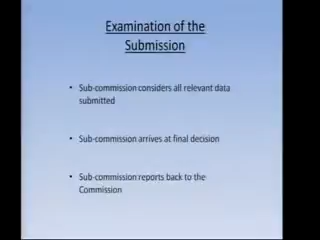 Examination of the
Submission
• Sub-commission considers all relevant data
submitted
• Sub-commission arrives at final decision
• Sub-commission reports back to the
Commission